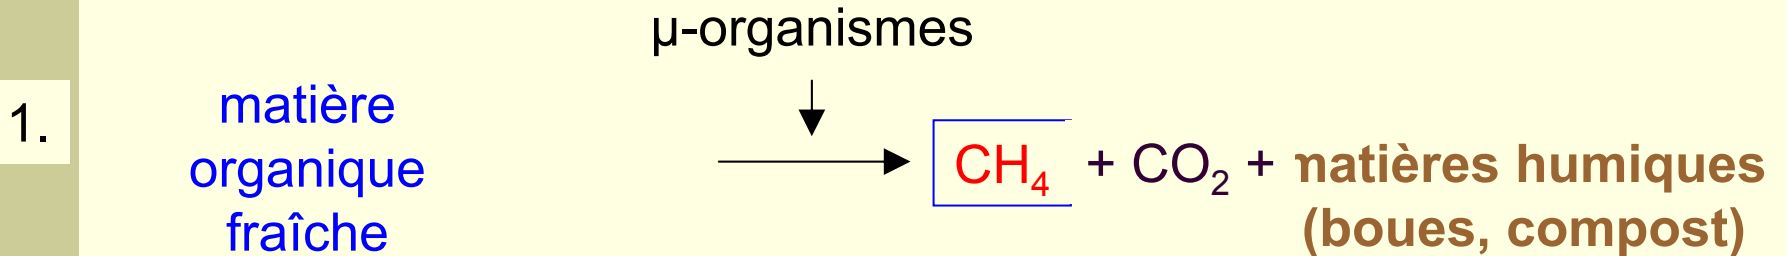 µ-organismes
1.
matière
organique
fraîche
CH₄ + CO₂ + matières humiques
(boues, compost)